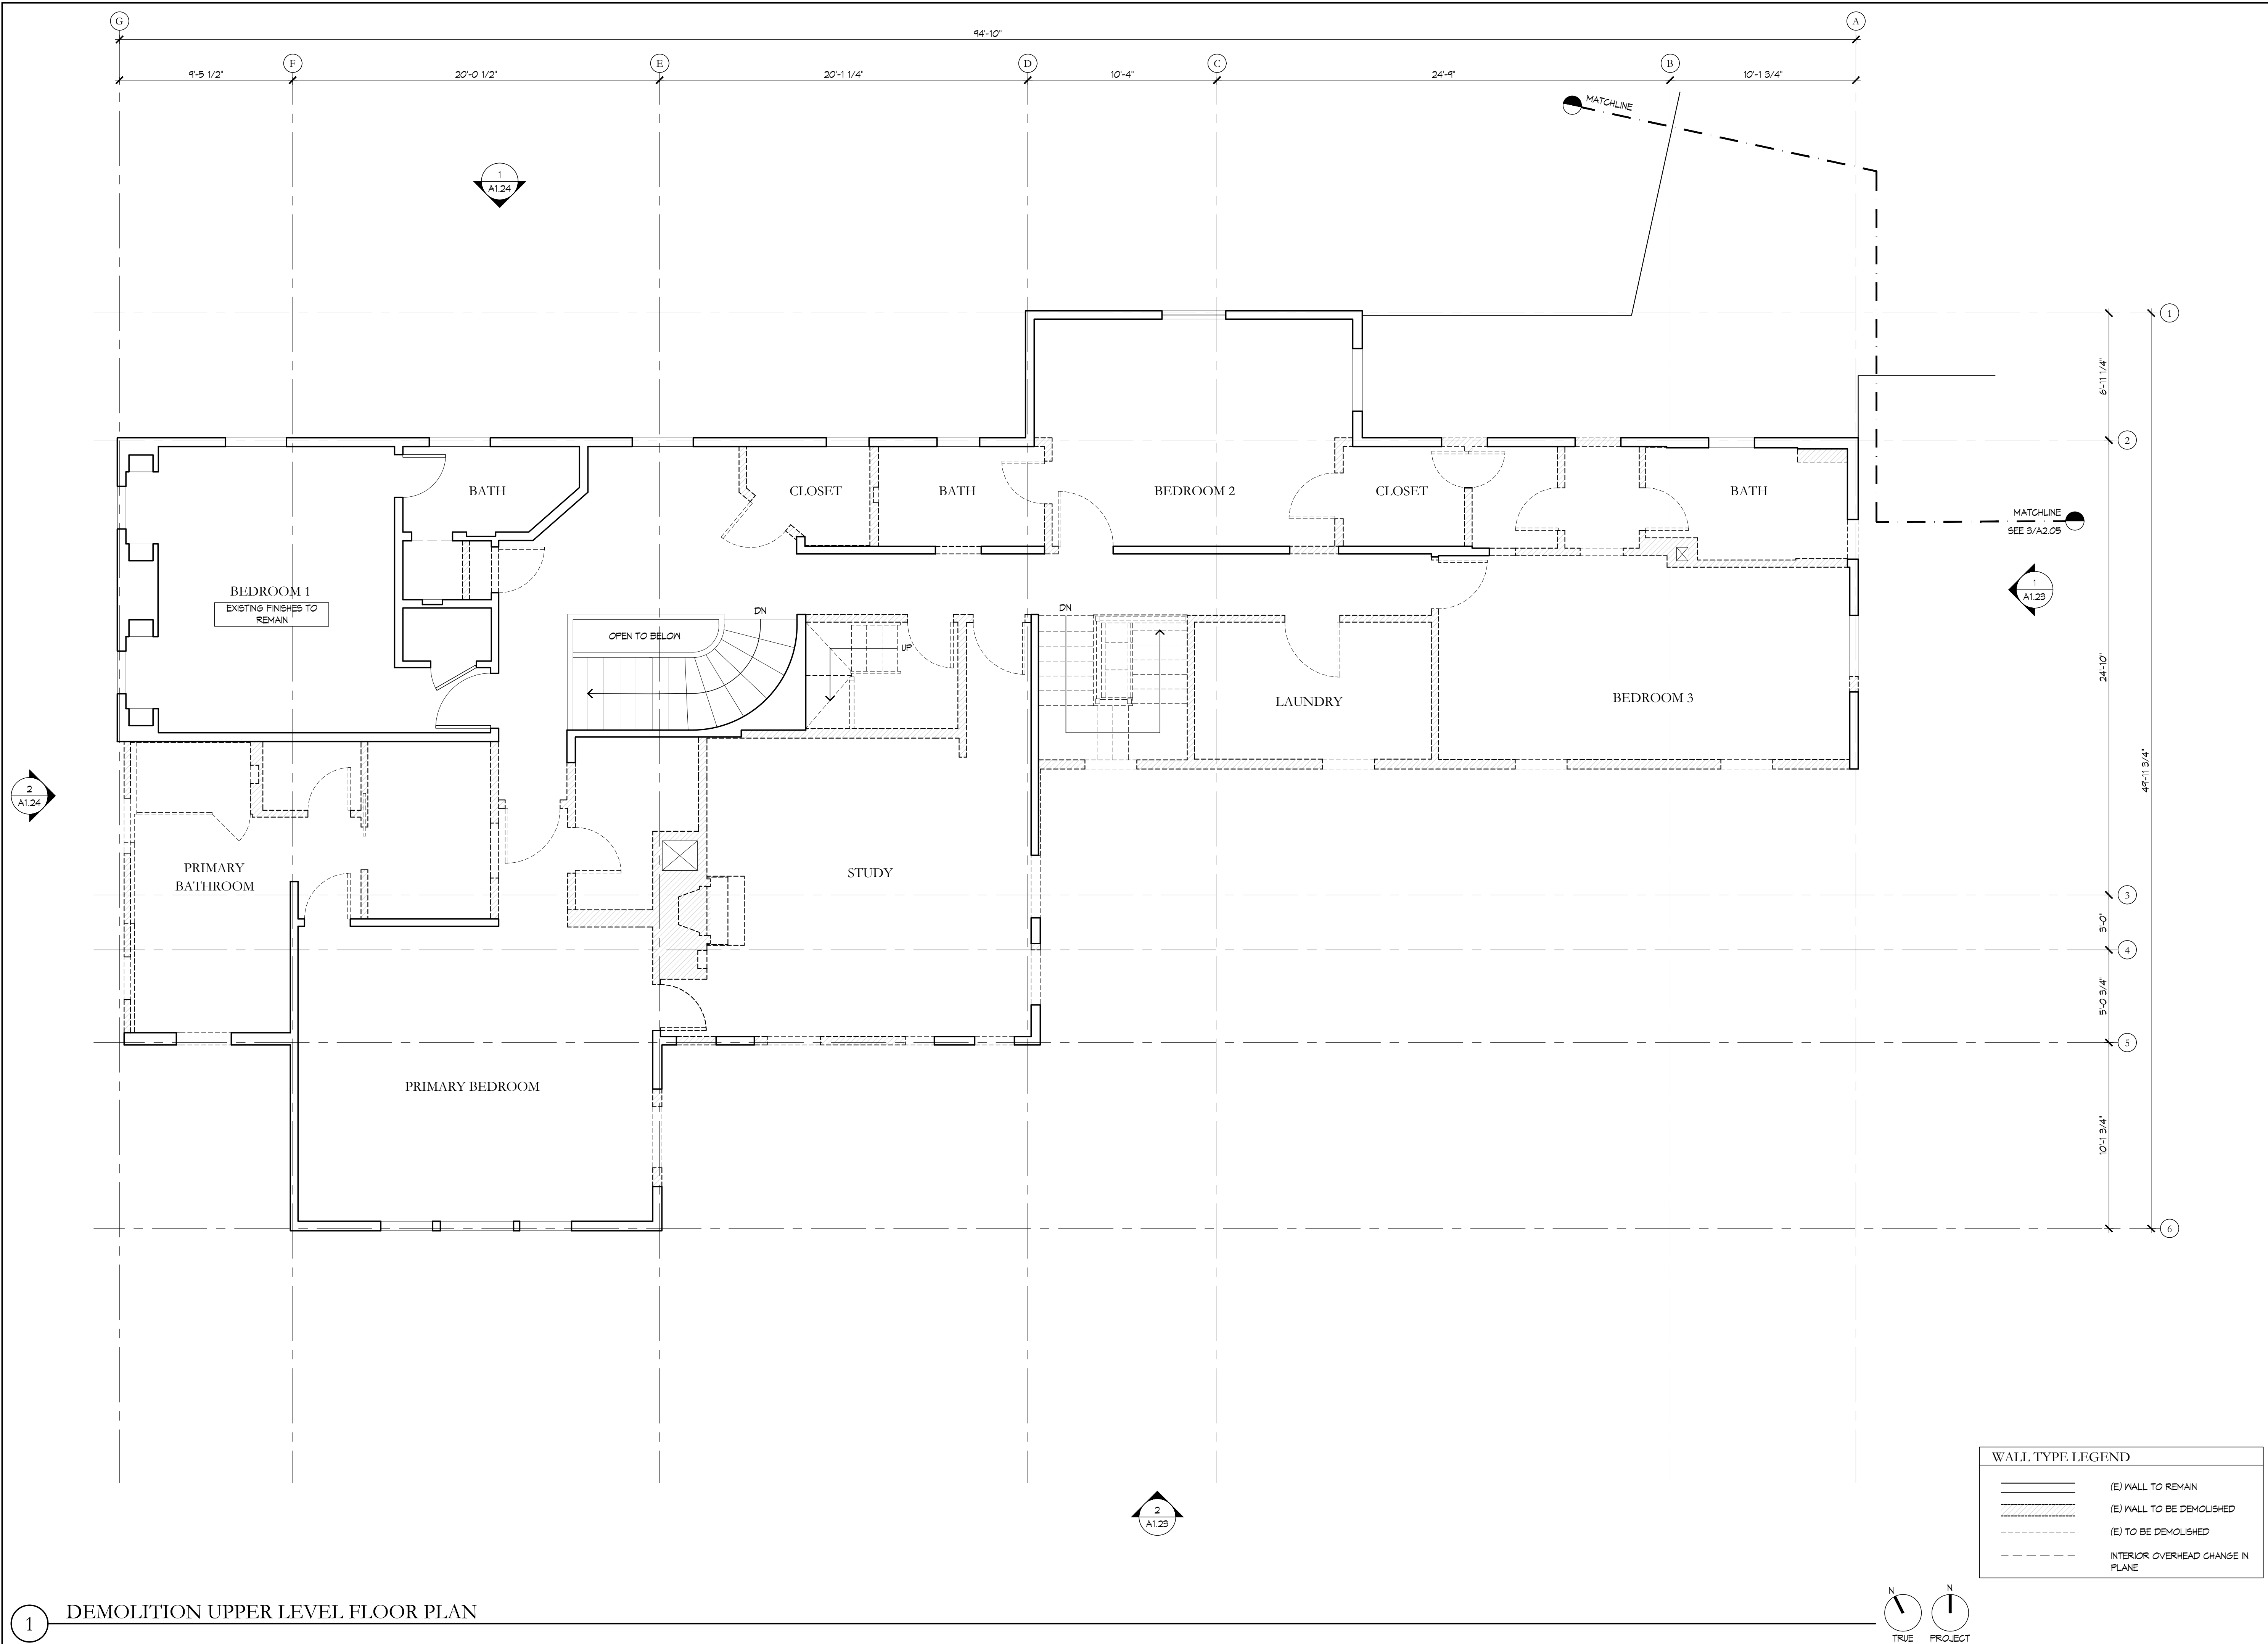 G
A
94'-10"
F
E
D
C
B
9'-5 1/2"
20'-0 1/2"
20'-1 1/4"
10'-4"
24'-9"
10'-1 3/4"
MATCHLINE
1
A1.24
1
6'-11 1/4"
2
BATH
CLOSET
BATH
BEDROOM 2
CLOSET
BATH
MATCHLINE
SEE 3/A2.05
BEDROOM 1
EXISTING FINISHES TO
REMAIN
1
A1.23
DN
DN
OPEN TO BELOW
UP
24'-10"
LAUNDRY
BEDROOM 3
49'-11 3/4"
2
A1.24
PRIMARY
BATHROOM
STUDY
3
3'-0"
4
5'-0 3/4"
5
PRIMARY BEDROOM
10'-1 3/4"
6
WALL TYPE LEGEND
(E) WALL TO REMAIN
(E) WALL TO BE DEMOLISHED
(E) TO BE DEMOLISHED
INTERIOR OVERHEAD CHANGE IN
PLANE
2
A1.23
1
DEMOLITION UPPER LEVEL FLOOR PLAN
N
N
TRUE
PROJECT